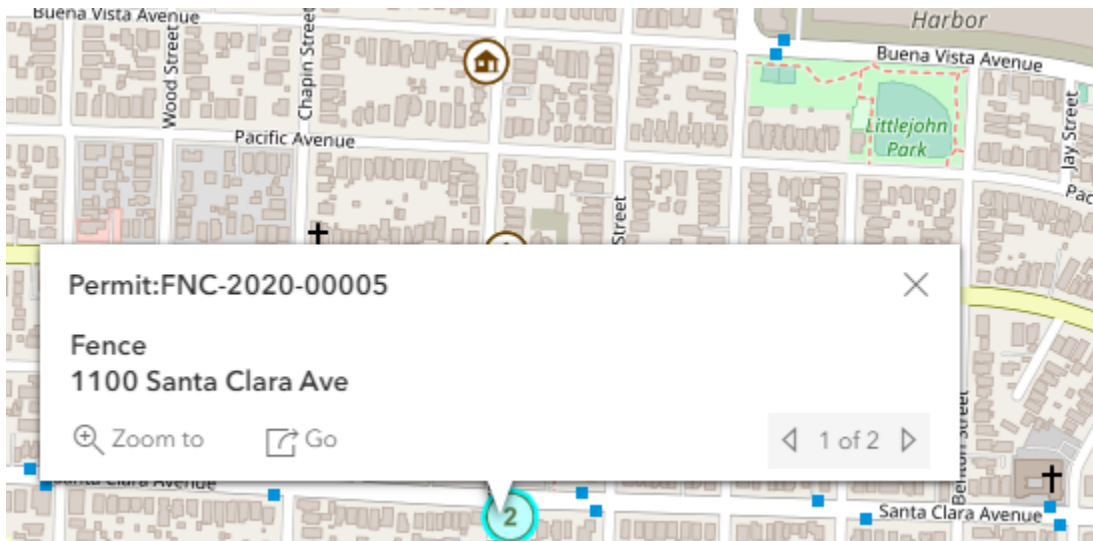 Buena Vista Avenue
Harbor
Buena Vista Avenue
Wood Street
Chapin Street
Jay Street
Littlejohn
Park
Pacific Avenue
Pac
Street
Permit:FNC-2020-00005
Fence
1100 Santa Clara Ave
Zoom to
Go
1 of 2
Benton Street
Santa Clara Avenue
2
Santa Clara Avenue